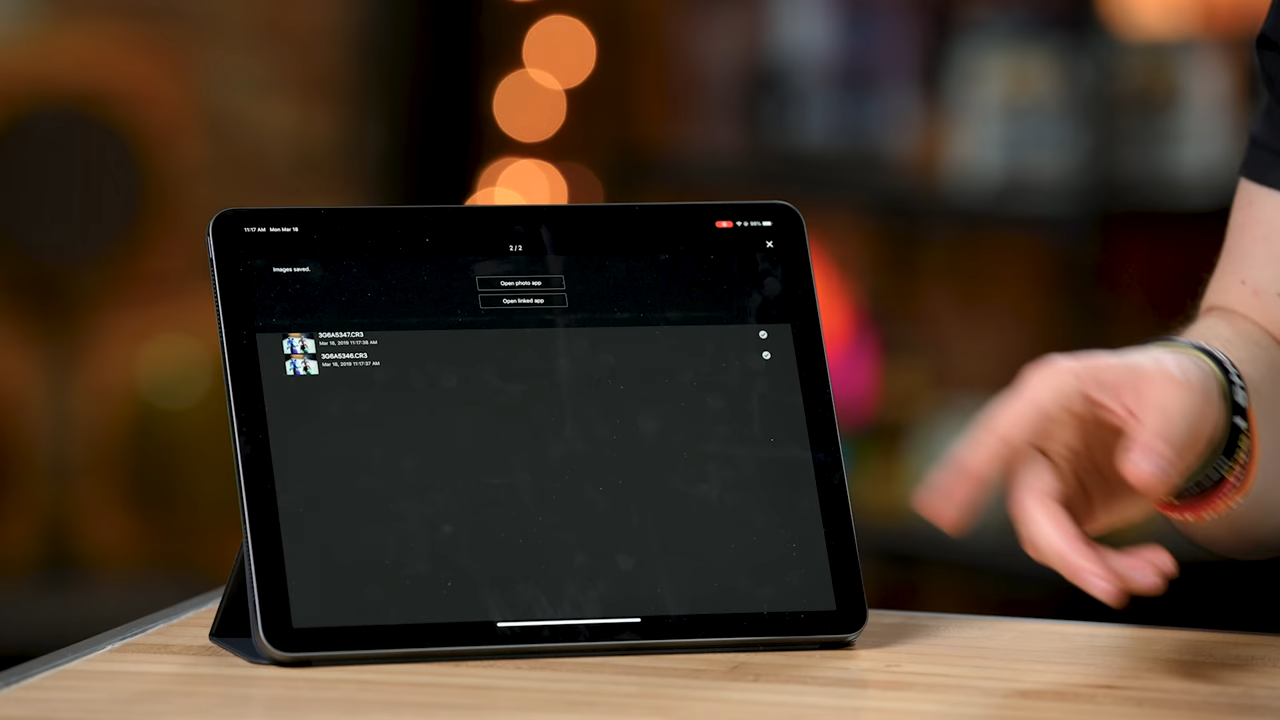 11:17 AM Mon Mar 18
98%
2/2
Images saved.
Open photo app
Open linked app
3G6A5347.CR3
Mar 18, 2019 11:17:38 AM
3G6A5346.CR3
Mar 18, 2019 11:17:37 AM